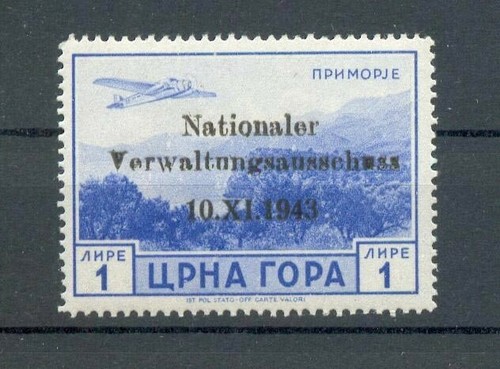 ПРИМОРЈЕ
Nationaler
Verwaltungsausschuss
10.XI.1943
ЛИРЕ ЛИРЕ
1 ЦРНА ГОРА 1
IST. POL. STATO - OFF. CARTE VALORI